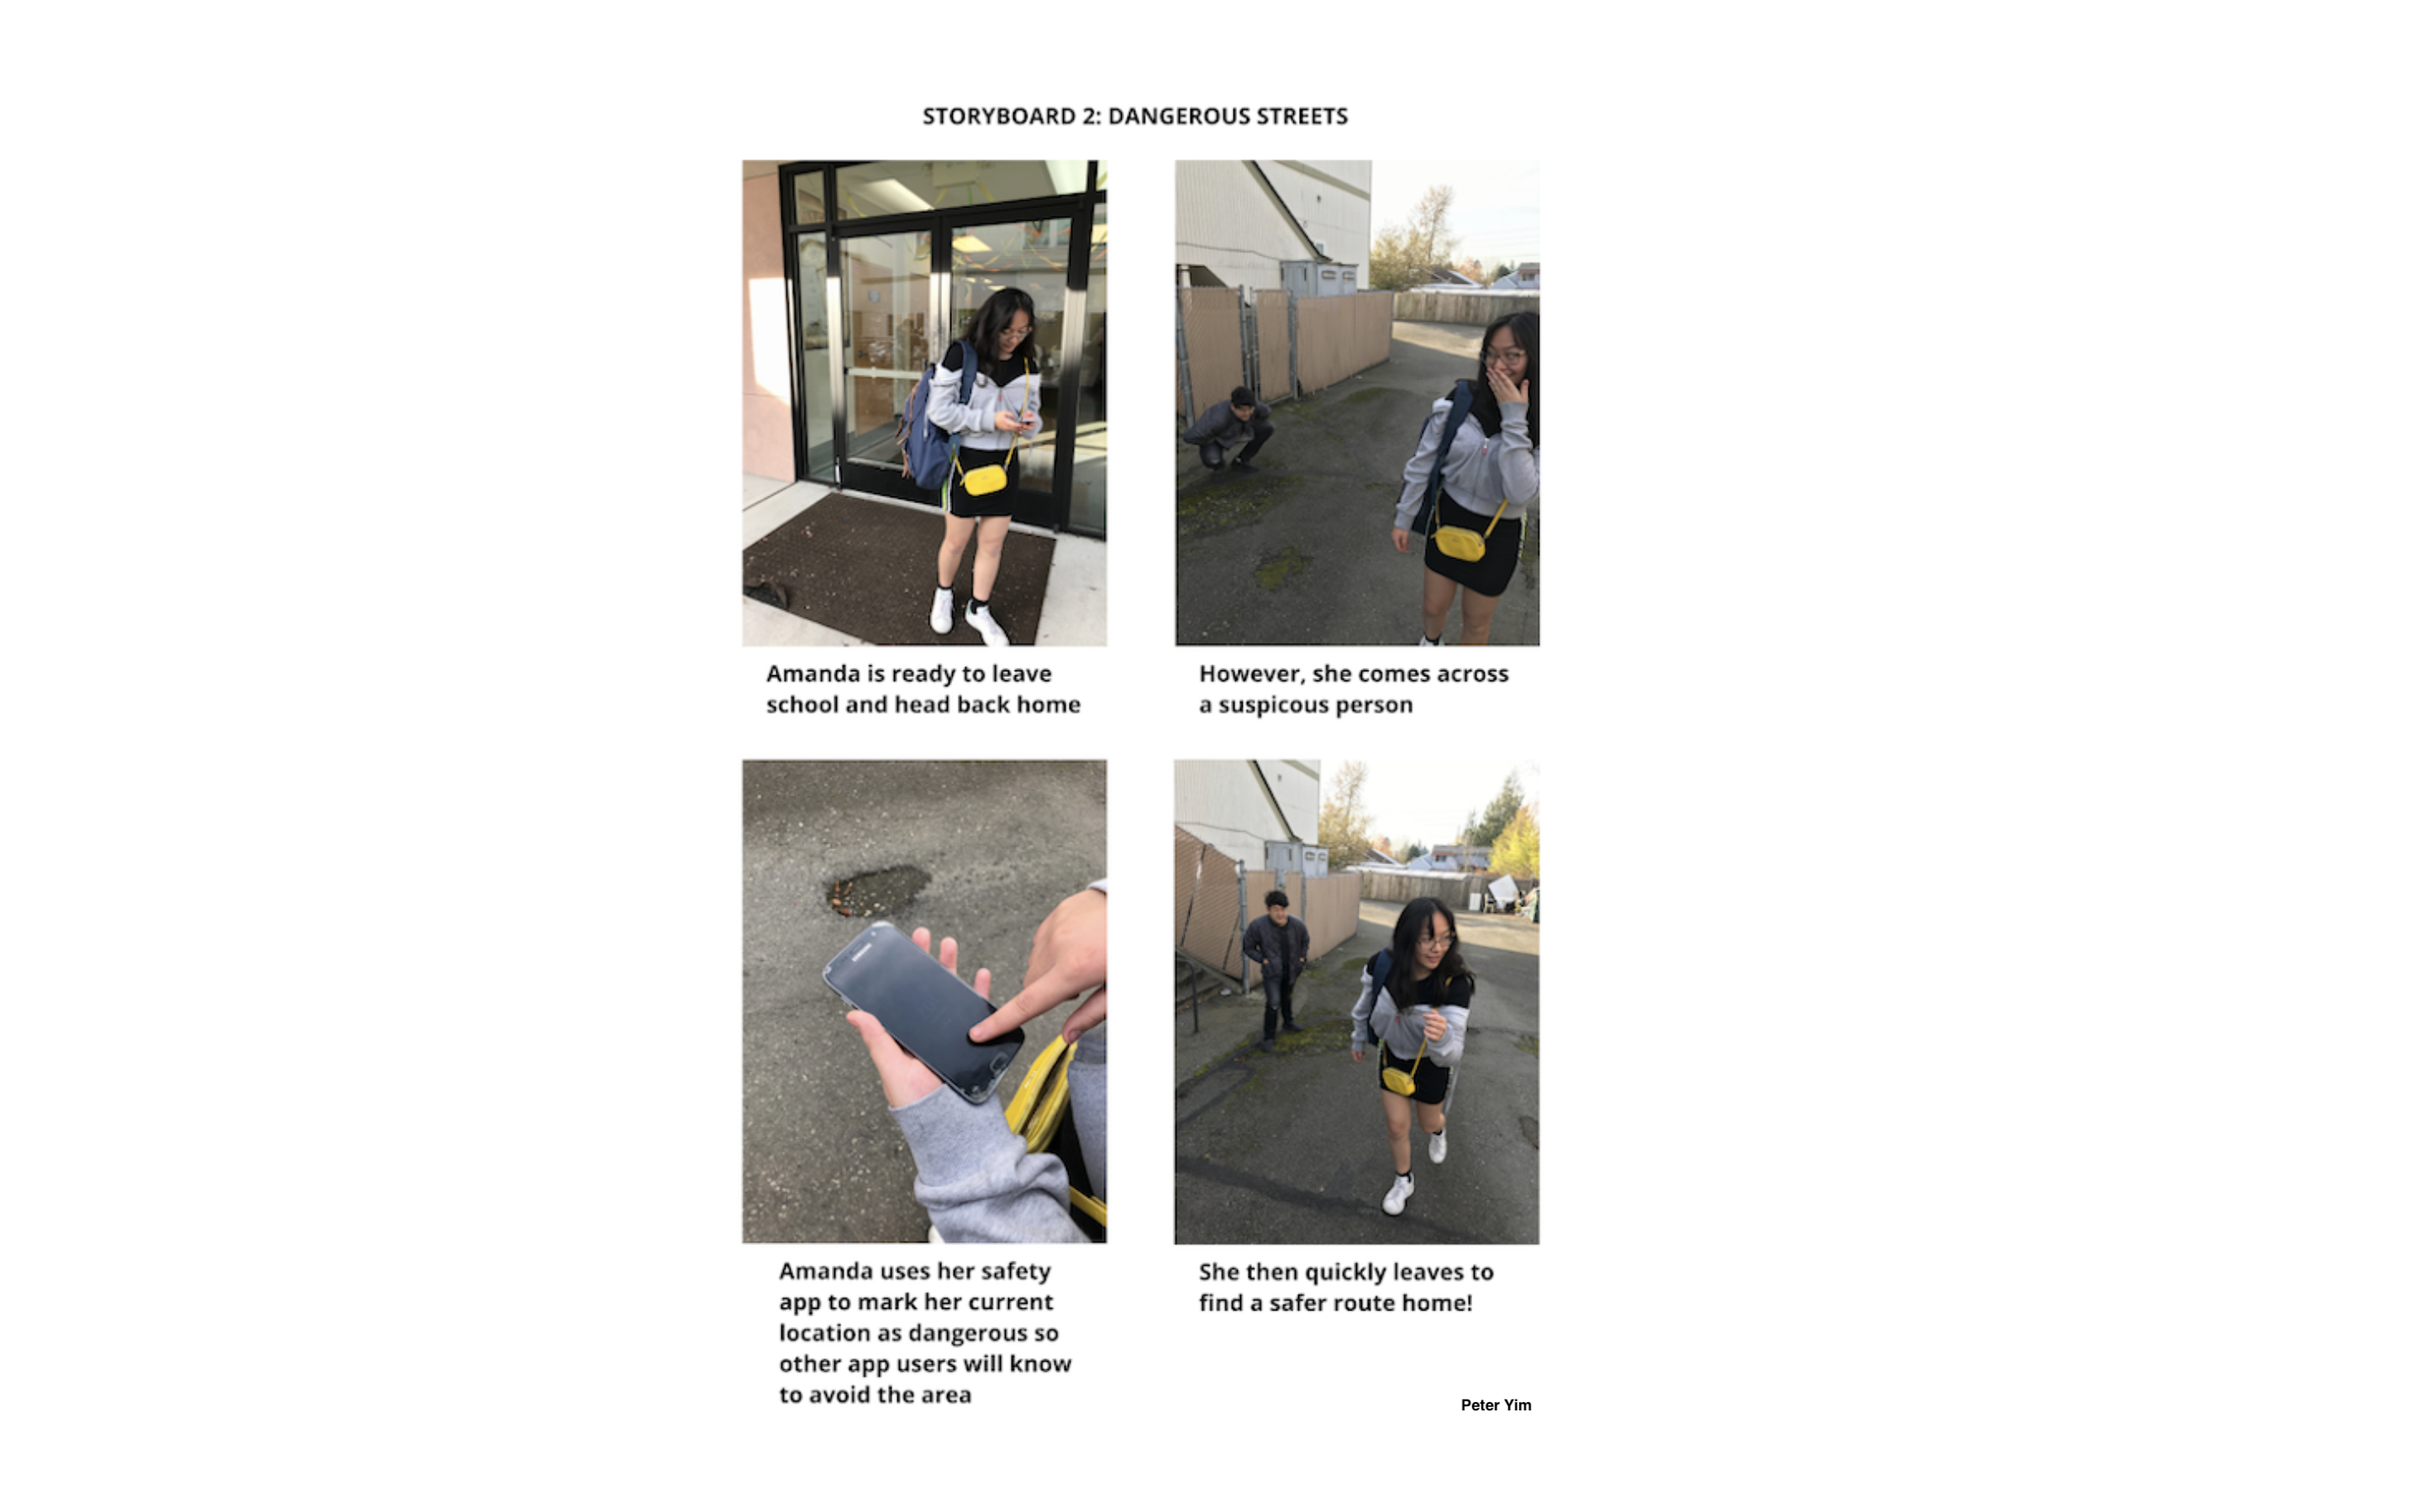 STORYBOARD 2: DANGEROUS STREETS
Amanda is ready to leave
school and head back home
However, she comes across
a suspicous person
SAMSUNG
Amanda uses her safety
app to mark her current
location as dangerous so
other app users will know
to avoid the area
She then quickly leaves to
find a safer route home!
Peter Yim